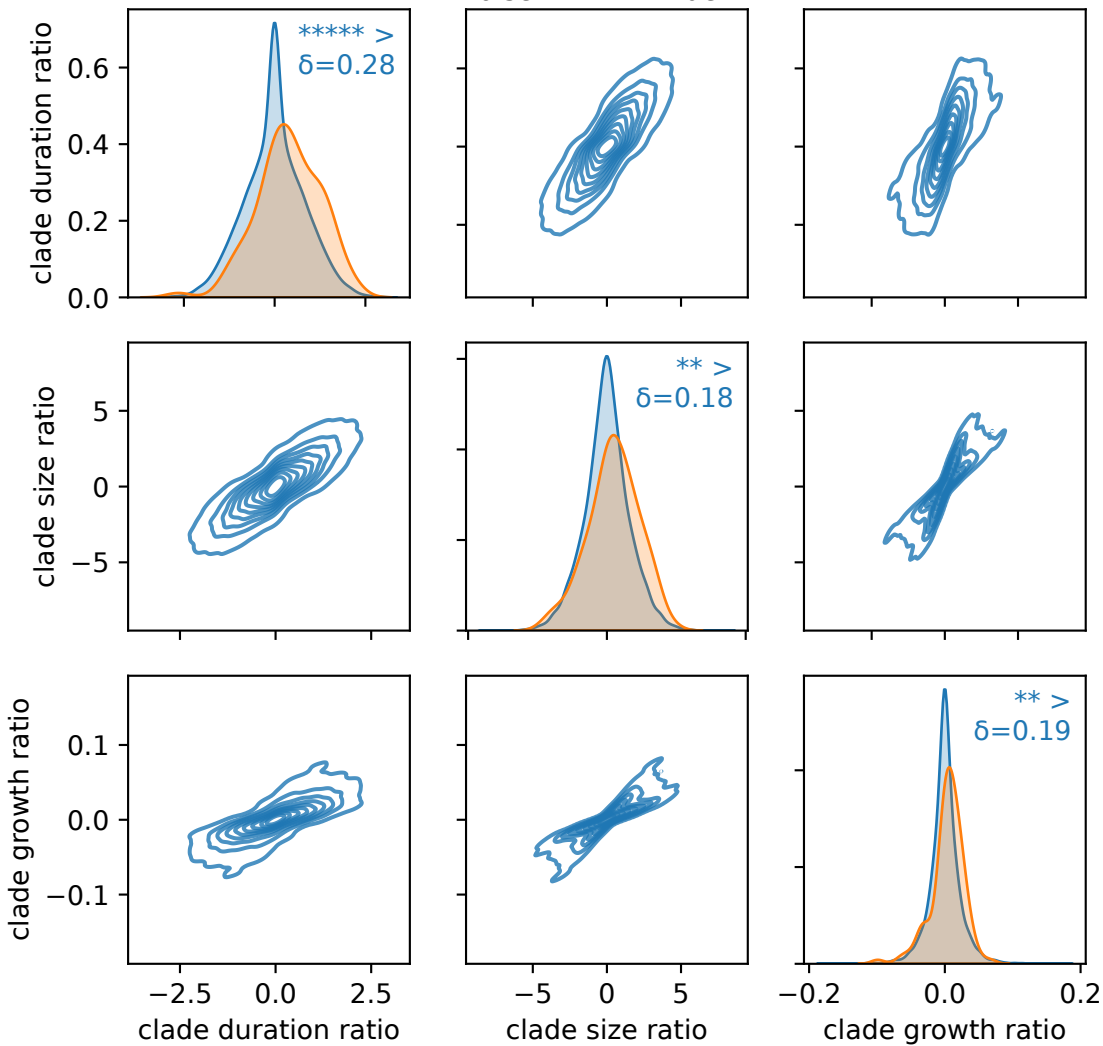 clade duration ratio
0.6
0.4
0.2
0.0
***** >
δ=0.28
clade size ratio
5
0
−5
** >
δ=0.18
clade growth ratio
0.1
0.0
−0.1
** >
δ=0.19
−2.5 0.0 2.5
clade duration ratio
−5 0 5
clade size ratio
−0.2 0.0 0.2
clade growth ratio